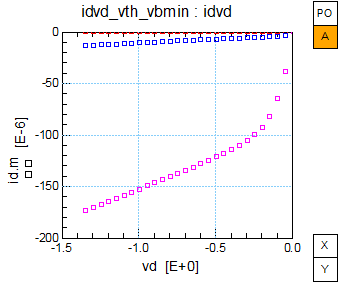 idvd_vth_vbmin : idvd
PO
A
0
-50
-100
-150
-200
id.m [E-6]
-1.5
-1.0
-0.5
0.0
vd [E+0]
X
Y